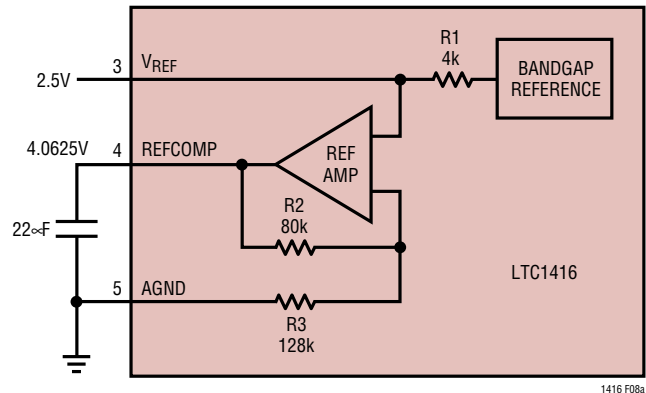 R1
4k
BANDGAP
REFERENCE
3
VREF
2.5V
4.0625V
4
REFCOMP
REF
AMP
R2
80k
22∝F
LTC1416
5
AGND
R3
128k
1416 F08a